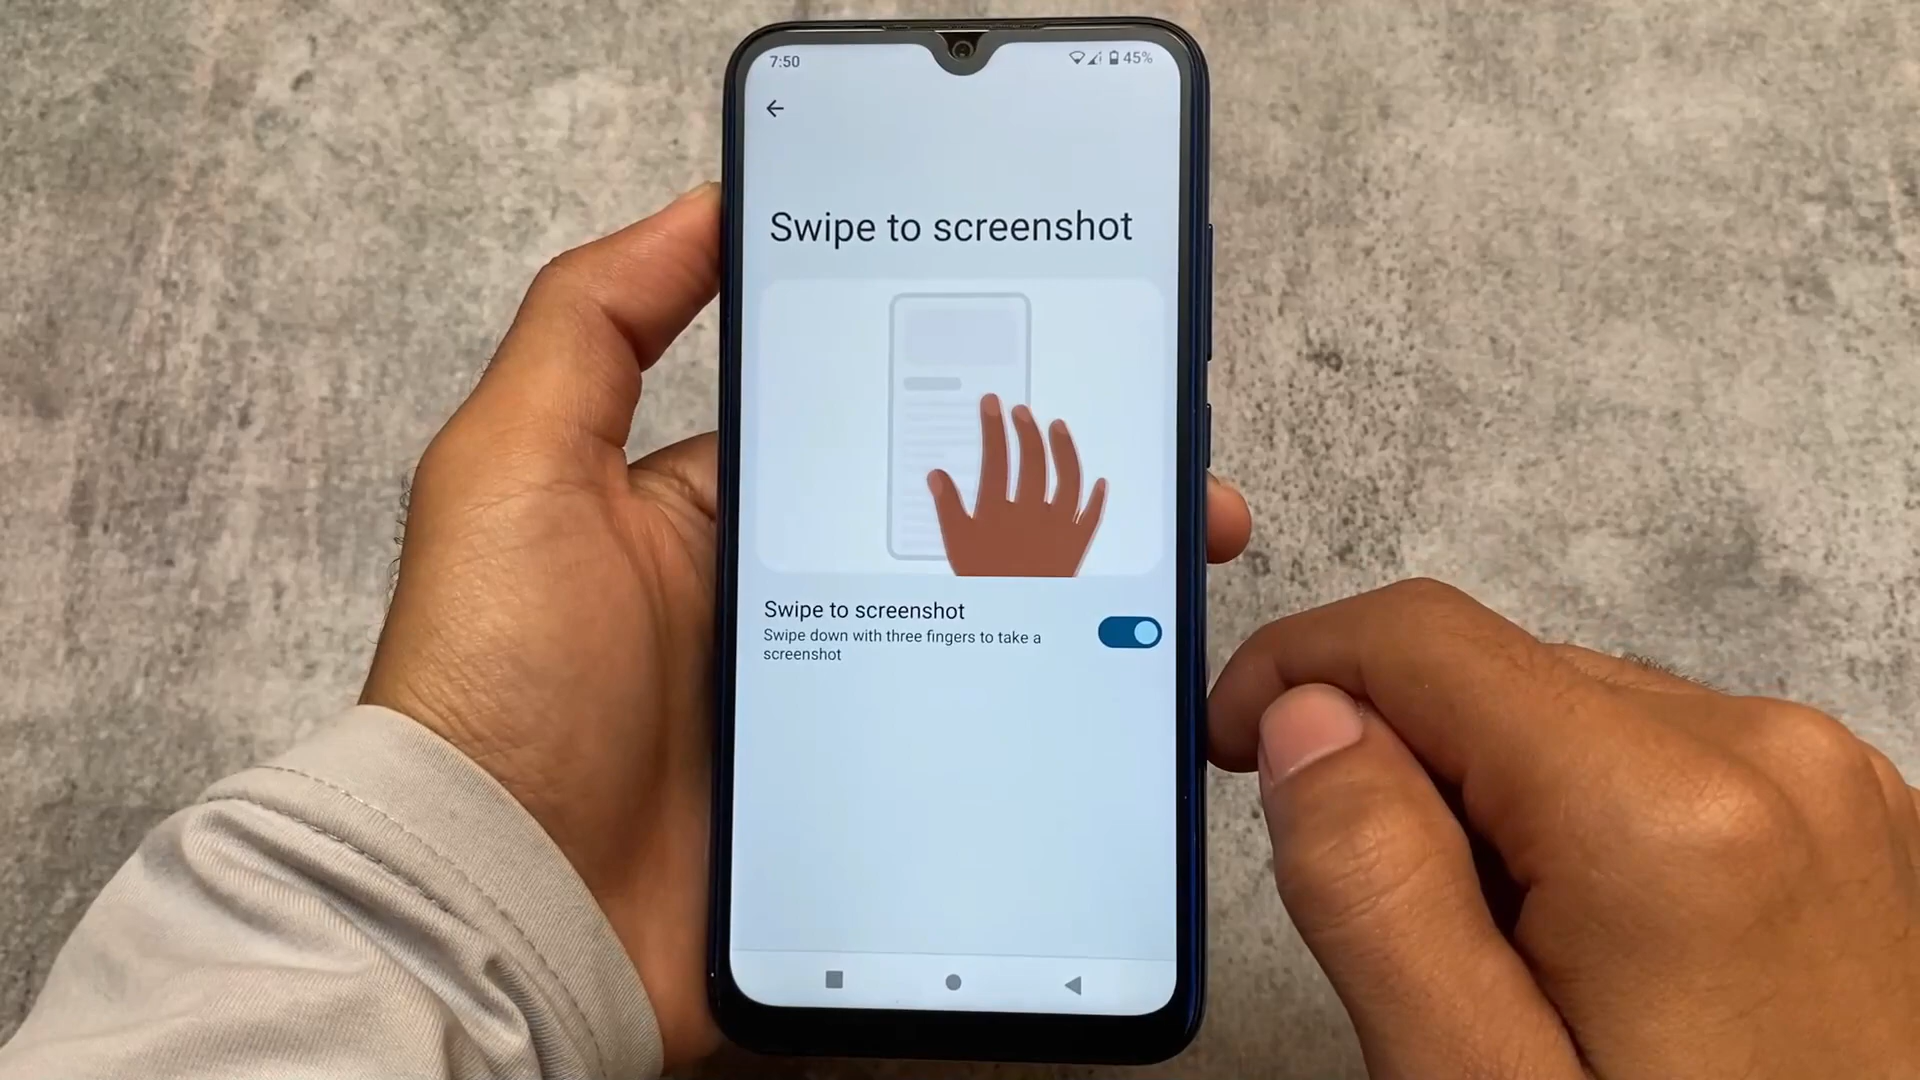 7:50
45%
Swipe to screenshot
Swipe to screenshot
Swipe down with three fingers to take a
screenshot